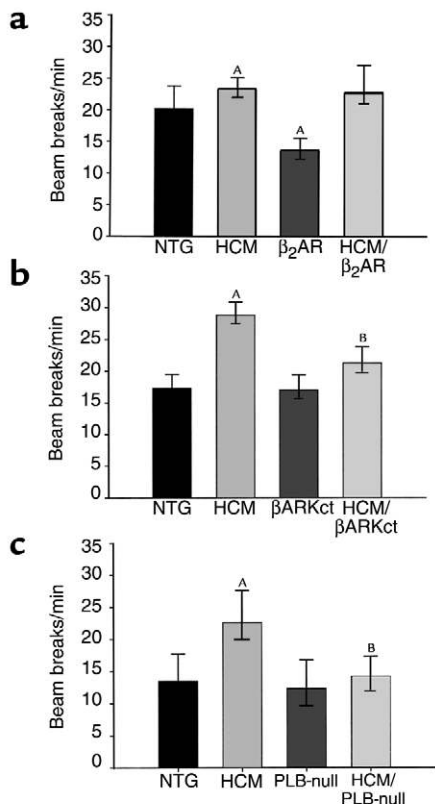 a
Beam breaks/min
30
25
20
15
10
5
0
A
A
NTG
HCM
β₂AR
HCM/
β₂AR
b
Beam breaks/min
35
30
25
20
15
10
5
0
A
B
NTG
HCM
βARKct
HCM/
βARKct
c
Beam breaks/min
35
30
25
20
15
10
5
0
A
B
NTG
HCM
PLB-null
HCM/
PLB-null